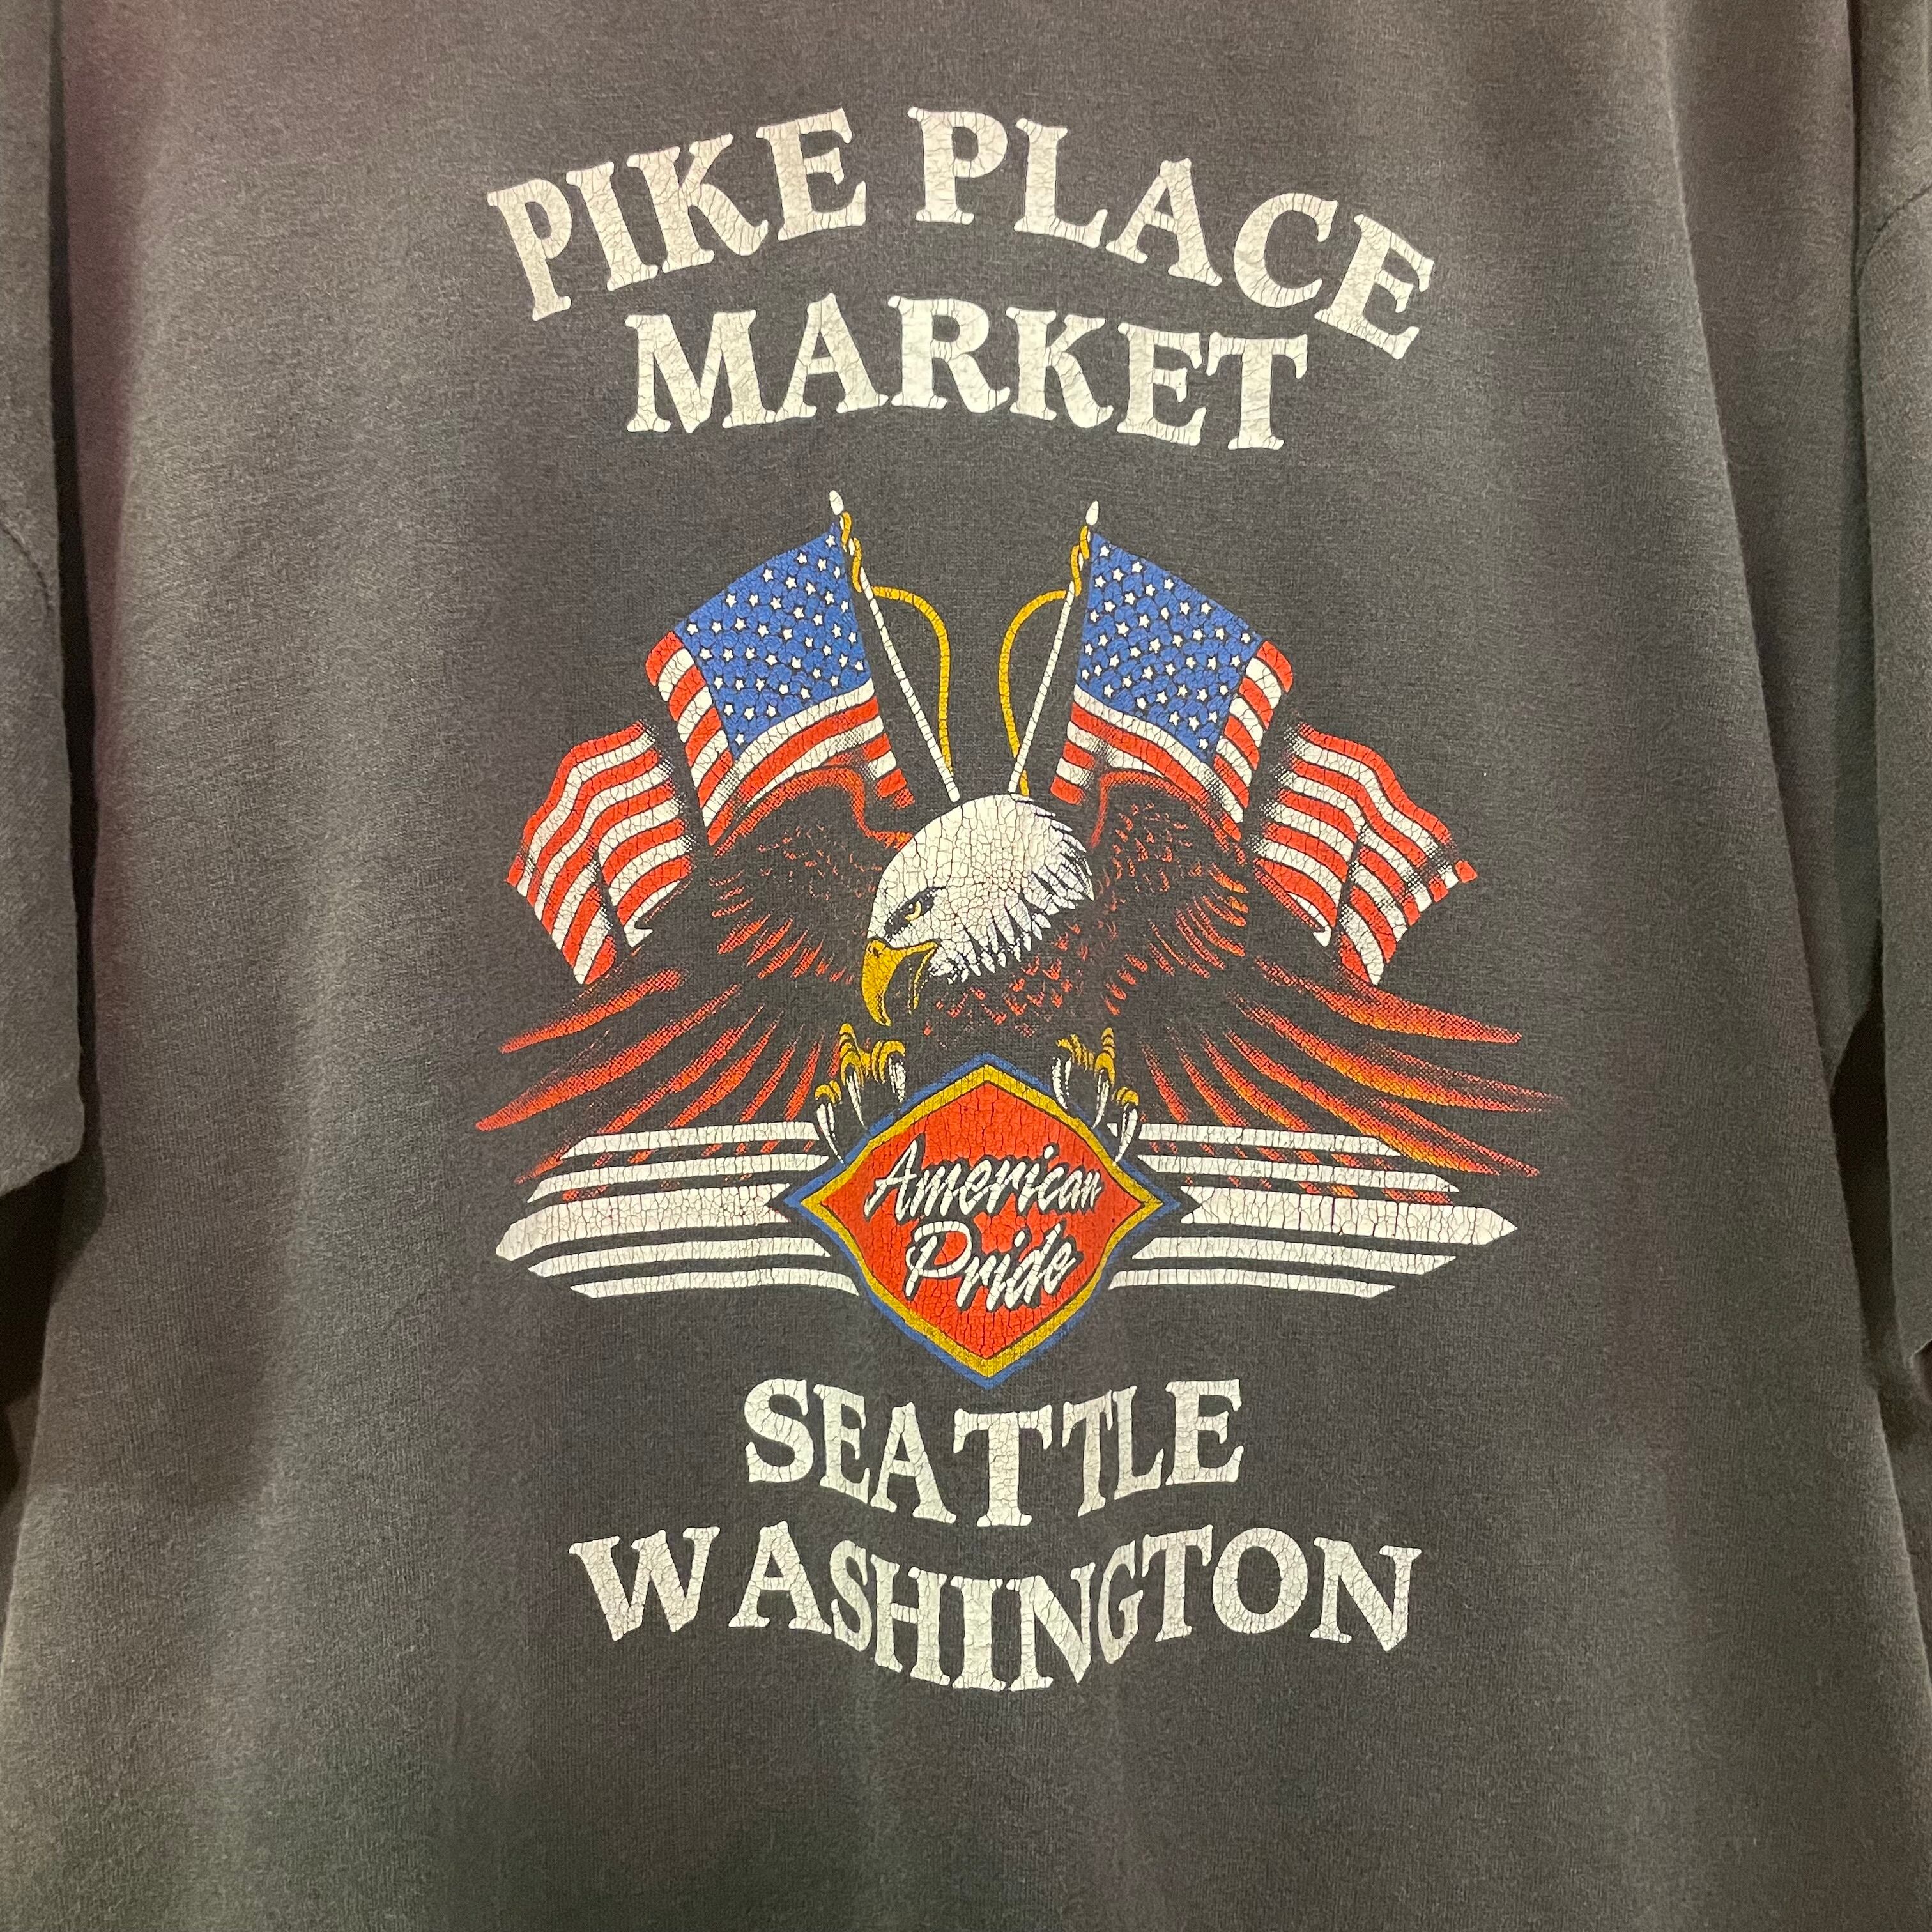 PIKE PLACE
MARKET
American
Pride
SEATTLE
WASHINGTON